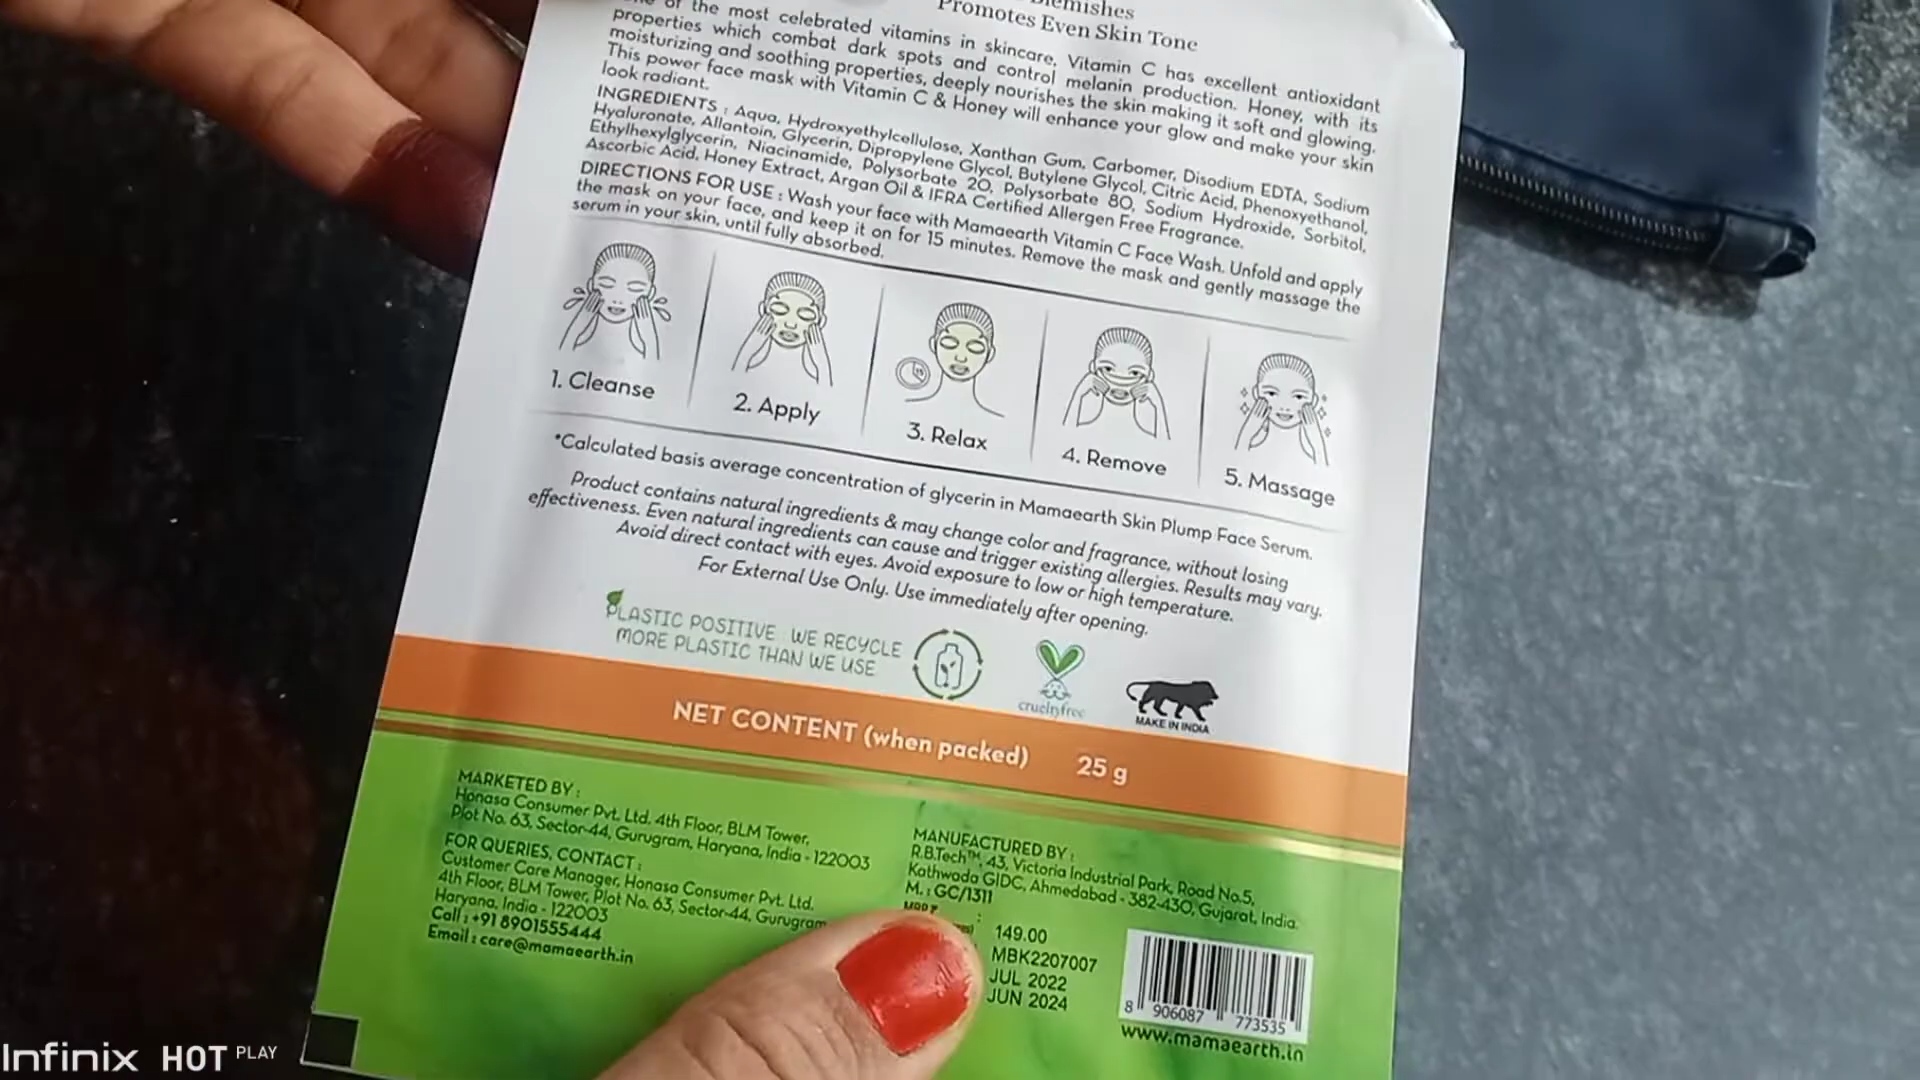 Blemishes
Promotes Even Skin Tone
of the most celebrated vitamins in skincare, Vitamin C has excellent antioxidant
properties which combat dark spots and control melanin production. Honey, with its
moisturizing and soothing properties, deeply nourishes the skin making it soft and glowing.
This power face mask with Vitamin C & Honey will enhance your glow and make your skin
look radiant.
INGREDIENTS : Aqua, Hydroxyethylcellulose, Xanthan Gum, Carbomer, Disodium EDTA, Sodium
Hyaluronate, Allantoin, Glycerin, Dipropylene Glycol, Butylene Glycol, Citric Acid, Phenoxyethanol,
Ethylhexylglycerin, Niacinamide, Polysorbate 20, Polysorbate 80, Sodium Hydroxide, Sorbitol,
Ascorbic Acid, Honey Extract, Argan Oil & IFRA Certified Allergen Free Fragrance.
DIRECTIONS FOR USE : Wash your face with Mamaearth Vitamin C Face Wash. Unfold and apply
the mask on your face, and keep it on for 15 minutes. Remove the mask and gently massage the
serum in your skin, until fully absorbed.
1. Cleanse
2. Apply
3. Relax
4. Remove
5. Massage
*Calculated basis average concentration of glycerin in Mamaearth Skin Plump Face Serum.
Product contains natural ingredients & may change color and fragrance, without losing
effectiveness. Even natural ingredients can cause and trigger existing allergies. Results may vary.
Avoid direct contact with eyes. Avoid exposure to low or high temperature.
For External Use Only. Use immediately after opening.
PLASTIC POSITIVE WE RECYCLE
MORE PLASTIC THAN WE USE
crueltyfree
MAKE IN INDIA
NET CONTENT (when packed) 25 g
MARKETED BY :
Honasa Consumer Pvt. Ltd. 4th Floor, BLM Tower,
Plot No. 63, Sector-44, Gurugram, Haryana, India - 122003
FOR QUERIES, CONTACT :
Customer Care Manager, Honasa Consumer Pvt. Ltd.
4th Floor, BLM Tower, Plot No. 63, Sector-44, Gurugram
Haryana, India - 122003
Call : +91 8901555444
Email : care@mamaearth.in
MANUFACTURED BY :
R.B.Tech™, 43, Victoria Industrial Park, Road No.5,
Kathwada GIDC, Ahmedabad - 382-430, Gujarat, India.
M. : GC/1311
MRP ₹ : 149.00
MBK2207007
JUL 2022
JUN 2024
8 906087 773535
www.mamaearth.in
Infinix HOT PLAY